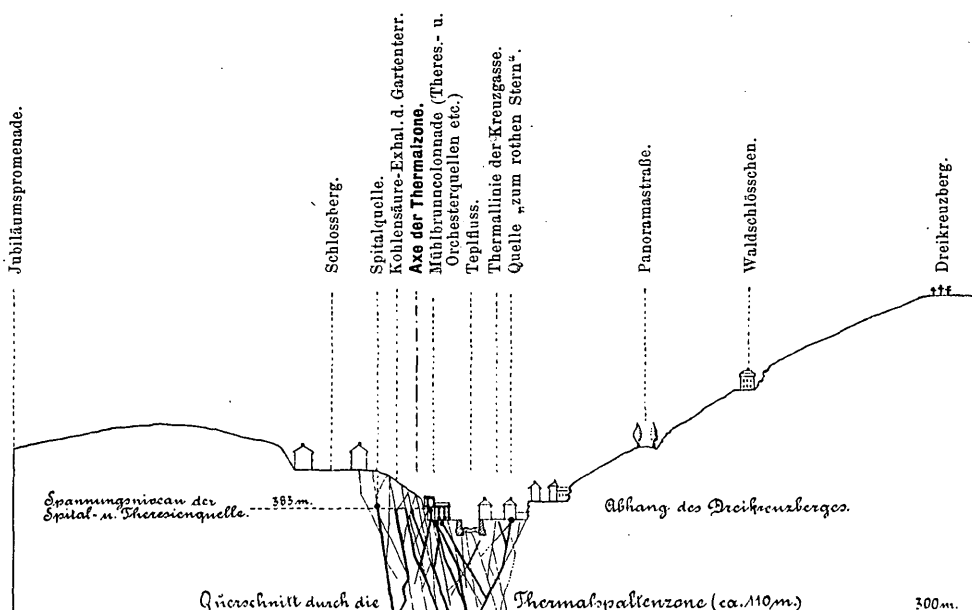 Jubiläumspromenade.
Schlossberg.
Spitalquelle.
Kohlensäure-Exhal. d. Gartenterr.
Axe der Thermalzone.
Mühlbrunncolonnade (Theres.- u.
Orchesterquellen etc.)
Teplfluss.
Thermallinie der Kreuzgasse.
Quelle „zum rothen Stern“.
Panoramastraße.
Waldschlösschen.
Dreikreuzberg.
Spannungsniveau der
Spital- u. Theresienquelle.
383 m.
Abhang des Dreikreuzberges.
Querschnitt durch die Thermalspaltenzone (ca. 110 m.)
300 m.